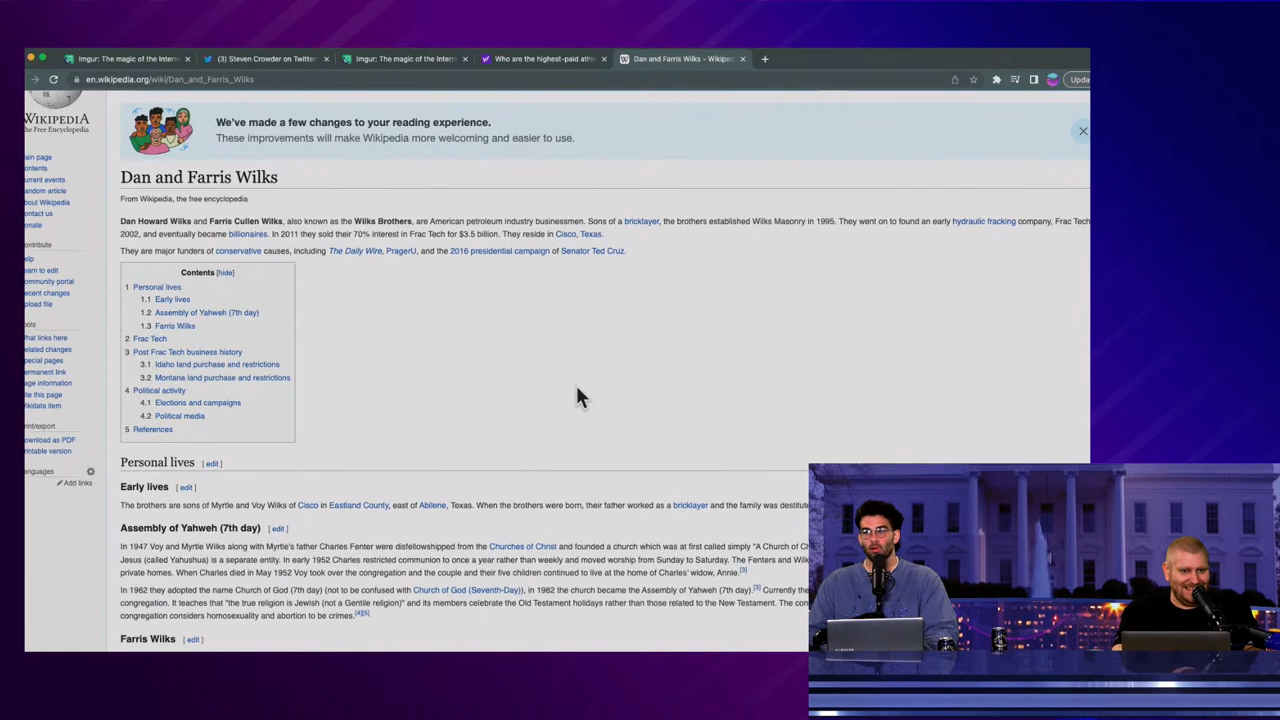 Imgur: The magic of the Intern
(3) Steven Crowder on Twitter
Imgur: The magic of the Intern
Who are the highest-paid athl
Dan and Farris Wilks - Wikiped
en.wikipedia.org/wiki/Dan_and_Farris_Wilks
Upda
WIKIPEDIA
he Free Encyclopedia
ain page
ontents
urrent events
andom article
bout Wikipedia
ontact us
onate
ontribute
elp
earn to edit
ommunity portal
ecent changes
pload file
ools
hat links here
elated changes
pecial pages
ermanent link
age information
ite this page
ikidata item
rint/export
ownload as PDF
rintable version
anguages
Add links
We've made a few changes to your reading experience.
These improvements will make Wikipedia more welcoming and easier to use.
Dan and Farris Wilks
From Wikipedia, the free encyclopedia
Dan Howard Wilks and Farris Cullen Wilks, also known as the Wilks Brothers, are American petroleum industry businessmen. Sons of a bricklayer, the brothers established Wilks Masonry in 1995. They went on to found an early hydraulic fracking company, Frac Tech
2002, and eventually became billionaires. In 2011 they sold their 70% interest in Frac Tech for $3.5 billion. They reside in Cisco, Texas.
They are major funders of conservative causes, including The Daily Wire, PragerU, and the 2016 presidential campaign of Senator Ted Cruz.
Contents [hide]
1 Personal lives
1.1 Early lives
1.2 Assembly of Yahweh (7th day)
1.3 Farris Wilks
2 Frac Tech
3 Post Frac Tech business history
3.1 Idaho land purchase and restrictions
3.2 Montana land purchase and restrictions
4 Political activity
4.1 Elections and campaigns
4.2 Political media
5 References
Personal lives [ edit ]
Early lives [ edit ]
The brothers are sons of Myrtle and Voy Wilks of Cisco in Eastland County, east of Abilene, Texas. When the brothers were born, their father worked as a bricklayer and the family was destitute
Assembly of Yahweh (7th day) [ edit ]
In 1947 Voy and Myrtle Wilks along with Myrtle's father Charles Fenter were disfellowshipped from the Churches of Christ and founded a church which was at first called simply "A Church of C
Jesus (called Yahushua) is a separate entity. In early 1952 Charles restricted communion to once a year rather than weekly and moved worship from Sunday to Saturday. The Fenters and Wil
private homes. When Charles died in May 1952 Voy took over the congregation and the couple and their five children continued to live at the home of Charles' widow, Annie.[3]
In 1962 they adopted the name Church of God (7th day) (not to be confused with Church of God (Seventh-Day)), in 1982 the church became the Assembly of Yahweh (7th day).[3] Currently the
congregation. It teaches that "the true religion is Jewish (not a Gentile religion)" and its members celebrate the Old Testament holidays rather than those related to the New Testament. The con
congregation considers homosexuality and abortion to be crimes.[4][5]
Farris Wilks [ edit ]